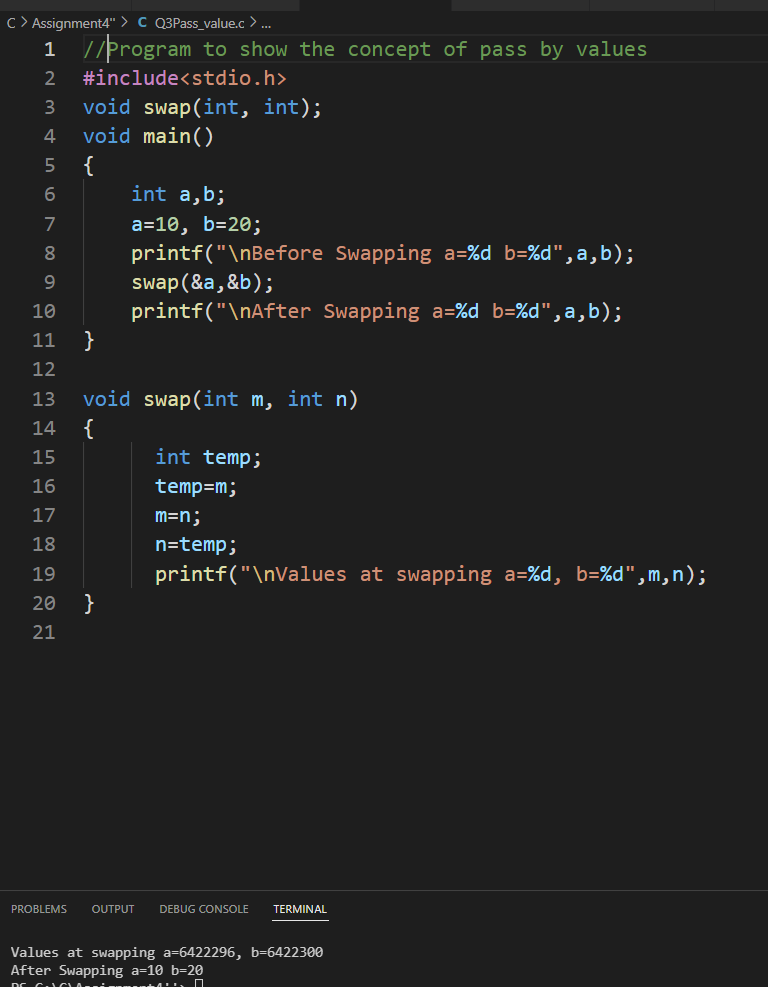 C > Assignment4" > C Q3Pass_value.c > ...
1 //Program to show the concept of pass by values
2 #include<stdio.h>
3 void swap(int, int);
4 void main()
5 {
6     int a,b;
7     a=10, b=20;
8     printf("\nBefore Swapping a=%d b=%d",a,b);
9     swap(&a,&b);
10     printf("\nAfter Swapping a=%d b=%d",a,b);
11 }
12
13 void swap(int m, int n)
14 {
15       int temp;
16       temp=m;
17       m=n;
18       n=temp;
19       printf("\nValues at swapping a=%d, b=%d",m,n);
20 }
21
PROBLEMS OUTPUT DEBUG CONSOLE TERMINAL
Values at swapping a=6422296, b=6422300
After Swapping a=10 b=20